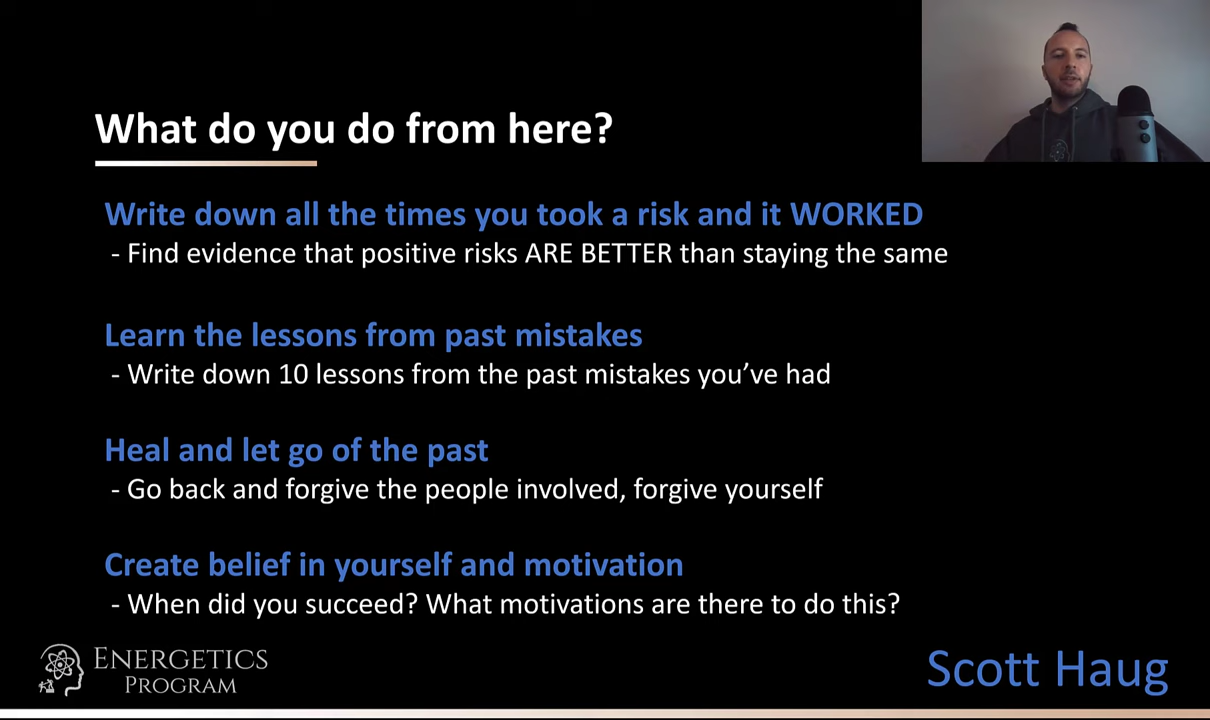 What do you do from here?
Write down all the times you took a risk and it WORKED
- Find evidence that positive risks ARE BETTER than staying the same
Learn the lessons from past mistakes
- Write down 10 lessons from the past mistakes you’ve had
Heal and let go of the past
- Go back and forgive the people involved, forgive yourself
Create belief in yourself and motivation
- When did you succeed? What motivations are there to do this?
ENERGETICS
PROGRAM
Scott Haug